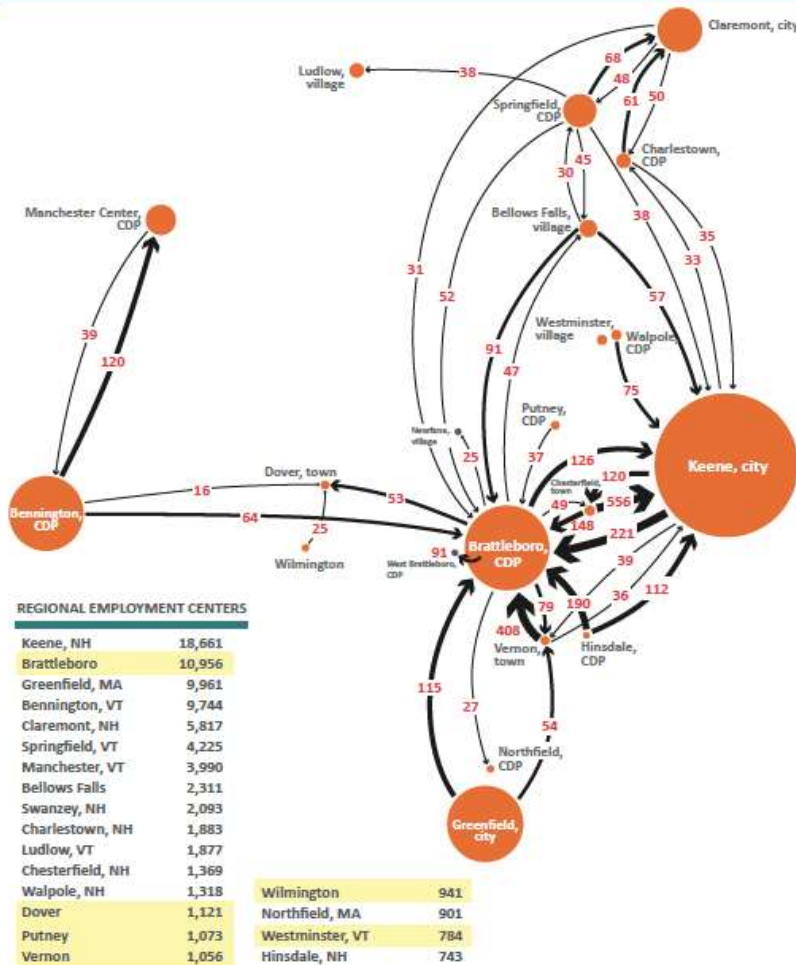 Claremont, city
68
Ludlow,
village
38
48
Springfield,
CDP
61
50
Charlestown,
CDP
45
30
Manchester Center,
CDP
Bellows Falls,
village
38
35
31
33
52
57
39
Westminster,
village
Walpole,
CDP
120
91
47
75
Putney,
CDP
Newfane,
village
Keene, city
25
37
126
Dover, town
120
Chesterfield,
town
16
53
49
556
Bennington,
CDP
64
148
25
221
91
Brattleboro,
CDP
West Brattleboro,
CDP
39
Wilmington
36
112
79
190
408
Vernon,
town
Hinsdale,
CDP
115
27
54
Northfield,
CDP
Greenfield,
city
REGIONAL EMPLOYMENT CENTERS
Keene, NH 18,661
Brattleboro 10,956
Greenfield, MA 9,961
Bennington, VT 9,744
Claremont, NH 5,817
Springfield, VT 4,225
Manchester, VT 3,990
Bellows Falls 2,311
Swanzey, NH 2,093
Charlestown, NH 1,883
Ludlow, VT 1,877
Chesterfield, NH 1,369
Walpole, NH 1,318
Dover 1,121
Putney 1,073
Vernon 1,056
Wilmington 941
Northfield, MA 901
Westminster, VT 784
Hinsdale, NH 743